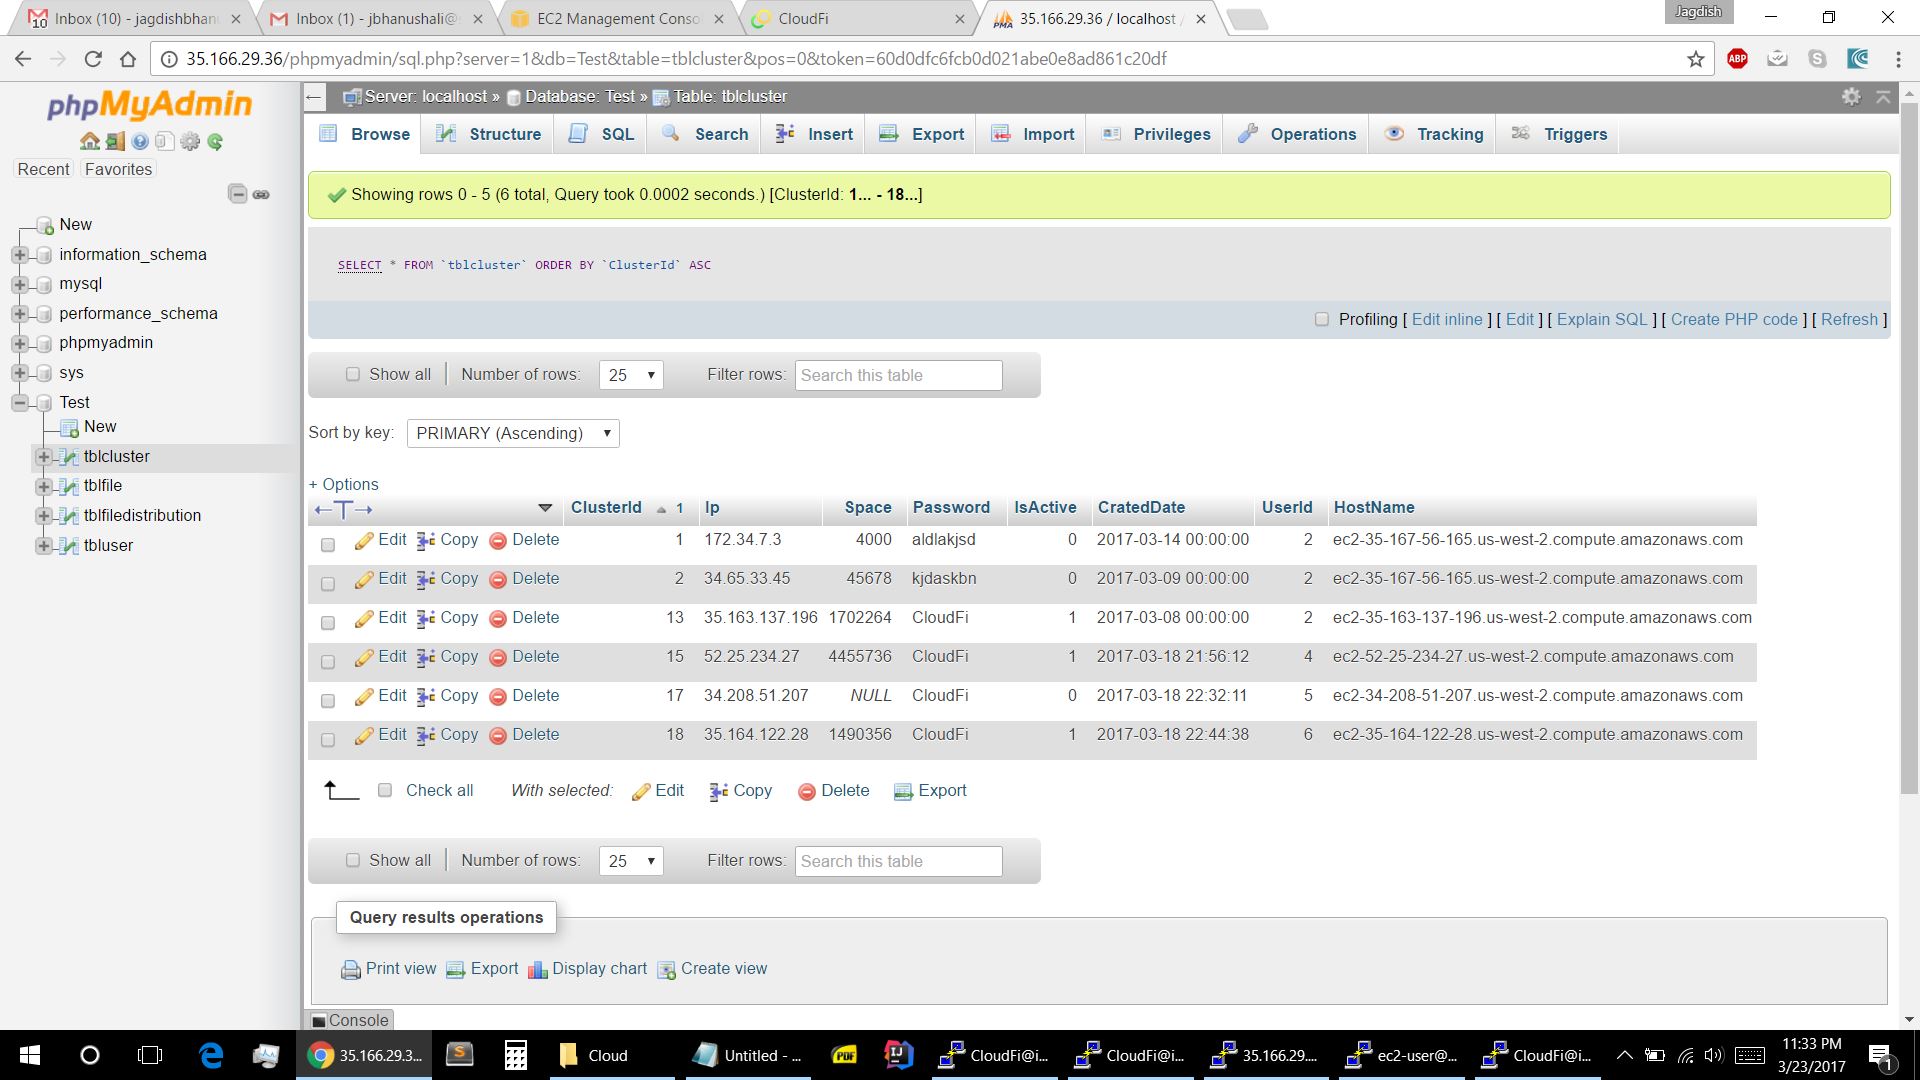 Inbox (10) - jagdishbhan
Inbox (1) - jbhanushali@
EC2 Management Conso
CloudFi
35.166.29.36 / localhost /
Jagdish
35.166.29.36/phpmyadmin/sql.php?server=1&db=Test&table=tblcluster&pos=0&token=60d0dfc6fcb0d021abe0e8ad861c20df
ABP
phpMyAdmin
Recent Favorites
New
information_schema
mysql
performance_schema
phpmyadmin
sys
Test
New
tblcluster
tblfile
tblfiledistribution
tbluser
Server: localhost » Database: Test » Table: tblcluster
Browse Structure SQL Search Insert Export Import Privileges Operations Tracking Triggers
Showing rows 0 - 5 (6 total, Query took 0.0002 seconds.) [ClusterId: 1... - 18...]
SELECT * FROM `tblcluster` ORDER BY `ClusterId` ASC
Profiling [ Edit inline ] [ Edit ] [ Explain SQL ] [ Create PHP code ] [ Refresh ]
Show all Number of rows: 25 Filter rows: Search this table
Sort by key: PRIMARY (Ascending)
+ Options
ClusterId 1 Ip Space Password IsActive CratedDate UserId HostName
Edit Copy Delete 1 172.34.7.3 4000 aldlakjsd 0 2017-03-14 00:00:00 2 ec2-35-167-56-165.us-west-2.compute.amazonaws.com
Edit Copy Delete 2 34.65.33.45 45678 kjdaskbn 0 2017-03-09 00:00:00 2 ec2-35-167-56-165.us-west-2.compute.amazonaws.com
Edit Copy Delete 13 35.163.137.196 1702264 CloudFi 1 2017-03-08 00:00:00 2 ec2-35-163-137-196.us-west-2.compute.amazonaws.com
Edit Copy Delete 15 52.25.234.27 4455736 CloudFi 1 2017-03-18 21:56:12 4 ec2-52-25-234-27.us-west-2.compute.amazonaws.com
Edit Copy Delete 17 34.208.51.207 NULL CloudFi 0 2017-03-18 22:32:11 5 ec2-34-208-51-207.us-west-2.compute.amazonaws.com
Edit Copy Delete 18 35.164.122.28 1490356 CloudFi 1 2017-03-18 22:44:38 6 ec2-35-164-122-28.us-west-2.compute.amazonaws.com
Check all With selected: Edit Copy Delete Export
Show all Number of rows: 25 Filter rows: Search this table
Query results operations
Print view Export Display chart Create view
Console
35.166.29.3... Cloud Untitled - ... PDF IJ CloudFi@i... CloudFi@i... 35.166.29.... ec2-user@... CloudFi@i...
11:33 PM
3/23/2017
1